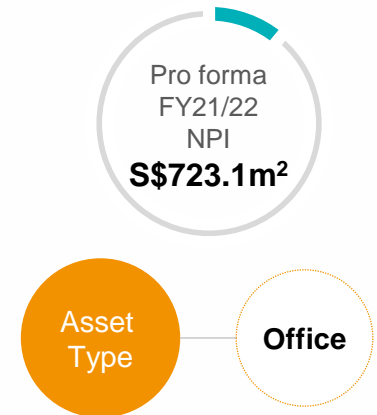 Pro forma
FY21/22
NPI
S$723.1m²
Asset
Type
Office